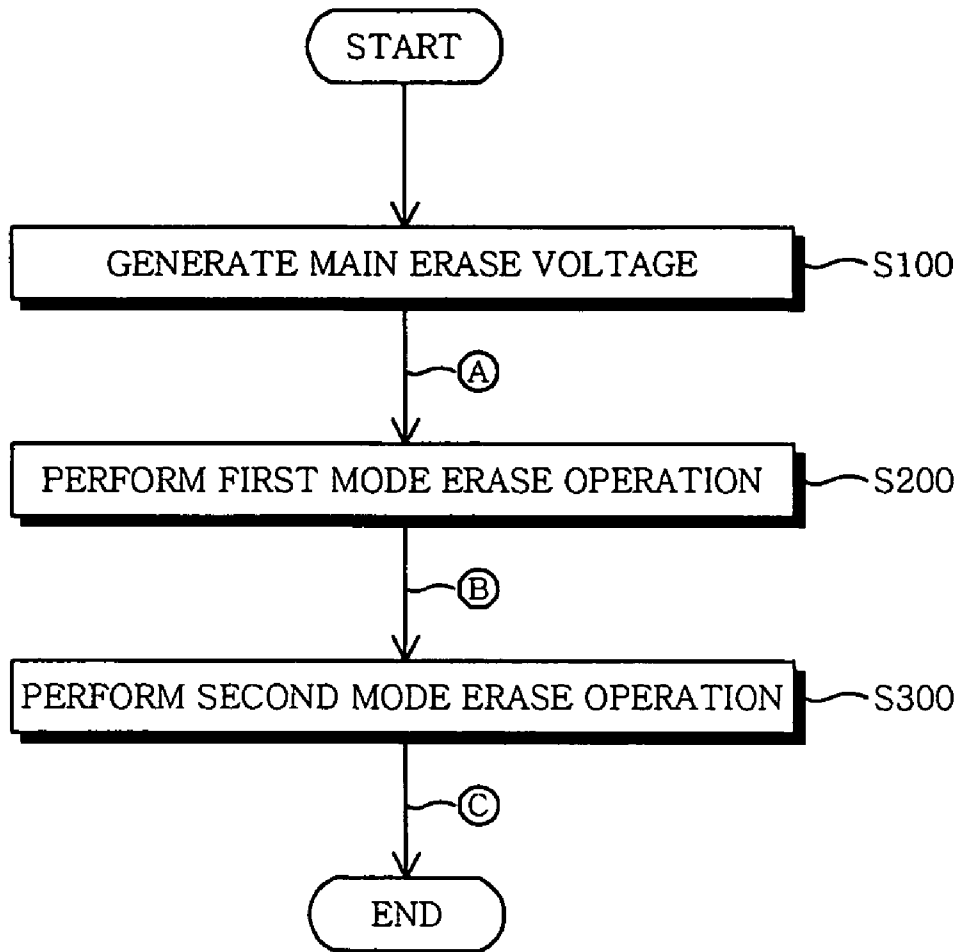 START
GENERATE MAIN ERASE VOLTAGE
S100
A
PERFORM FIRST MODE ERASE OPERATION
S200
B
PERFORM SECOND MODE ERASE OPERATION
S300
C
END